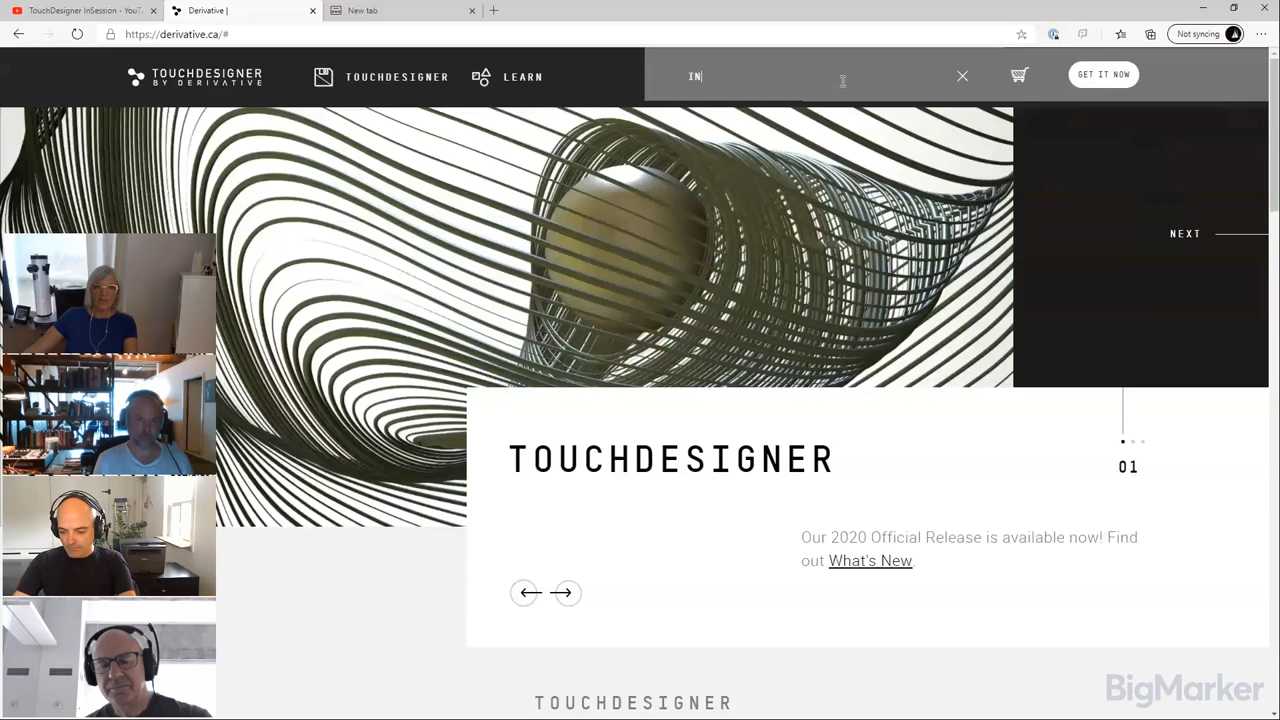 TouchDesigner InSession - YouTu
Derivative |
New tab
https://derivative.ca/#
Not syncing
TOUCHDESIGNER
BY DERIVATIVE
TOUCHDESIGNER
LEARN
IN
GET IT NOW
NEXT
TOUCHDESIGNER
01
Our 2020 Official Release is available now! Find
out What's New.
TOUCHDESIGNER
BigMarker